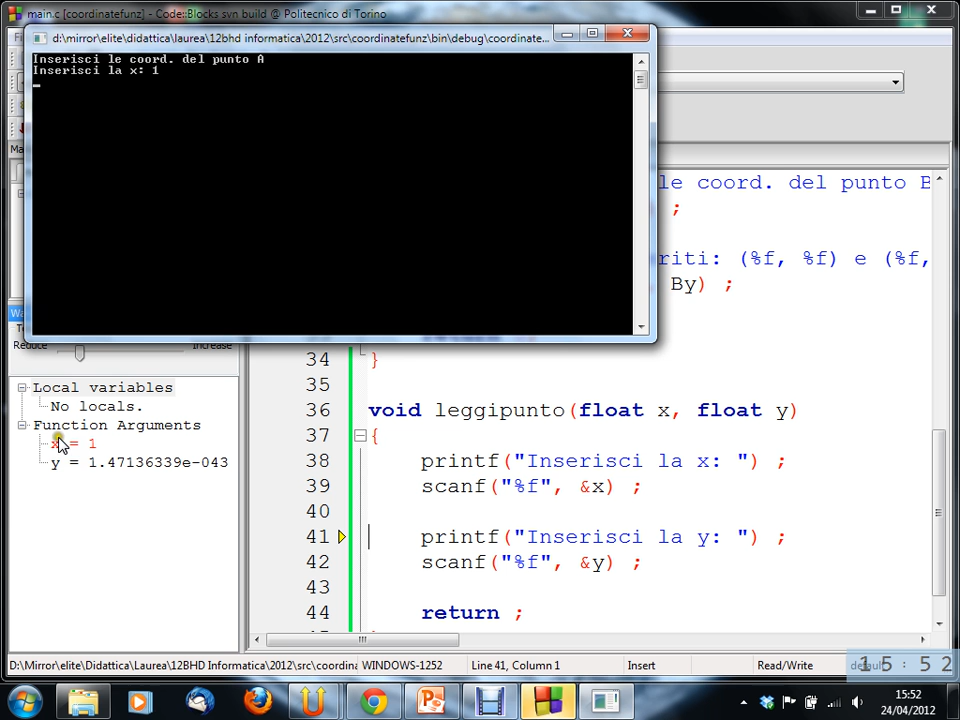 main.c [coordinatefunz] - Code::Blocks svn build @ Politecnico di Torino
d:\mirror\elite\didattica\laurea\12bhd informatica\2012\src\coordinatefunz\bin\debug\coordinate...
Inserisci le coord. del punto A
Inserisci la x: 1
le coord. del punto B
;
riti: (%f, %f) e (%f,
By) ;
Reduce
Increase
34 }
35
36 void leggipunto(float x, float y)
37 {
38 printf("Inserisci la x: ") ;
39 scanf("%f", &x) ;
40
41 printf("Inserisci la y: ") ;
42 scanf("%f", &y) ;
43
44 return ;
Local variables
No locals.
Function Arguments
x = 1
y = 1.47136339e-043
D:\Mirror\elite\Didattica\Laurea\12BHD Informatica\2012\src\coordina
WINDOWS-1252
Line 41, Column 1
Insert
Read/Write
default
15:52
15:52
24/04/2012